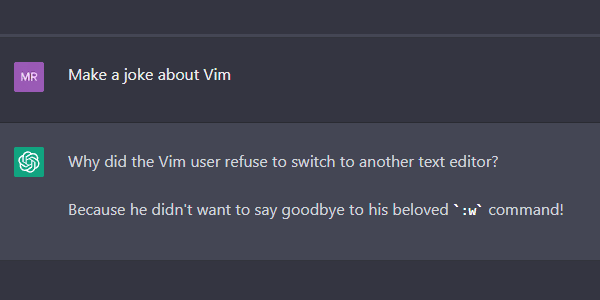 MR
Make a joke about Vim
Why did the Vim user refuse to switch to another text editor?
Because he didn't want to say goodbye to his beloved `:w` command!